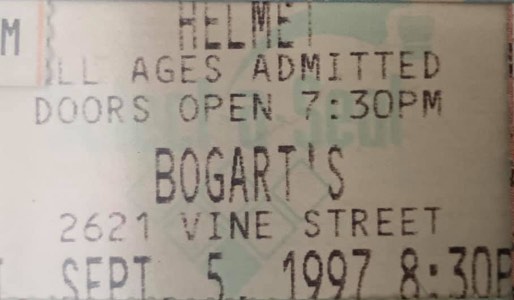 HELMET
M
LL AGES ADMITTED
DOORS OPEN 7:30PM
BOGART'S
2621 VINE STREET
SEPT. 5, 1997 8:30P